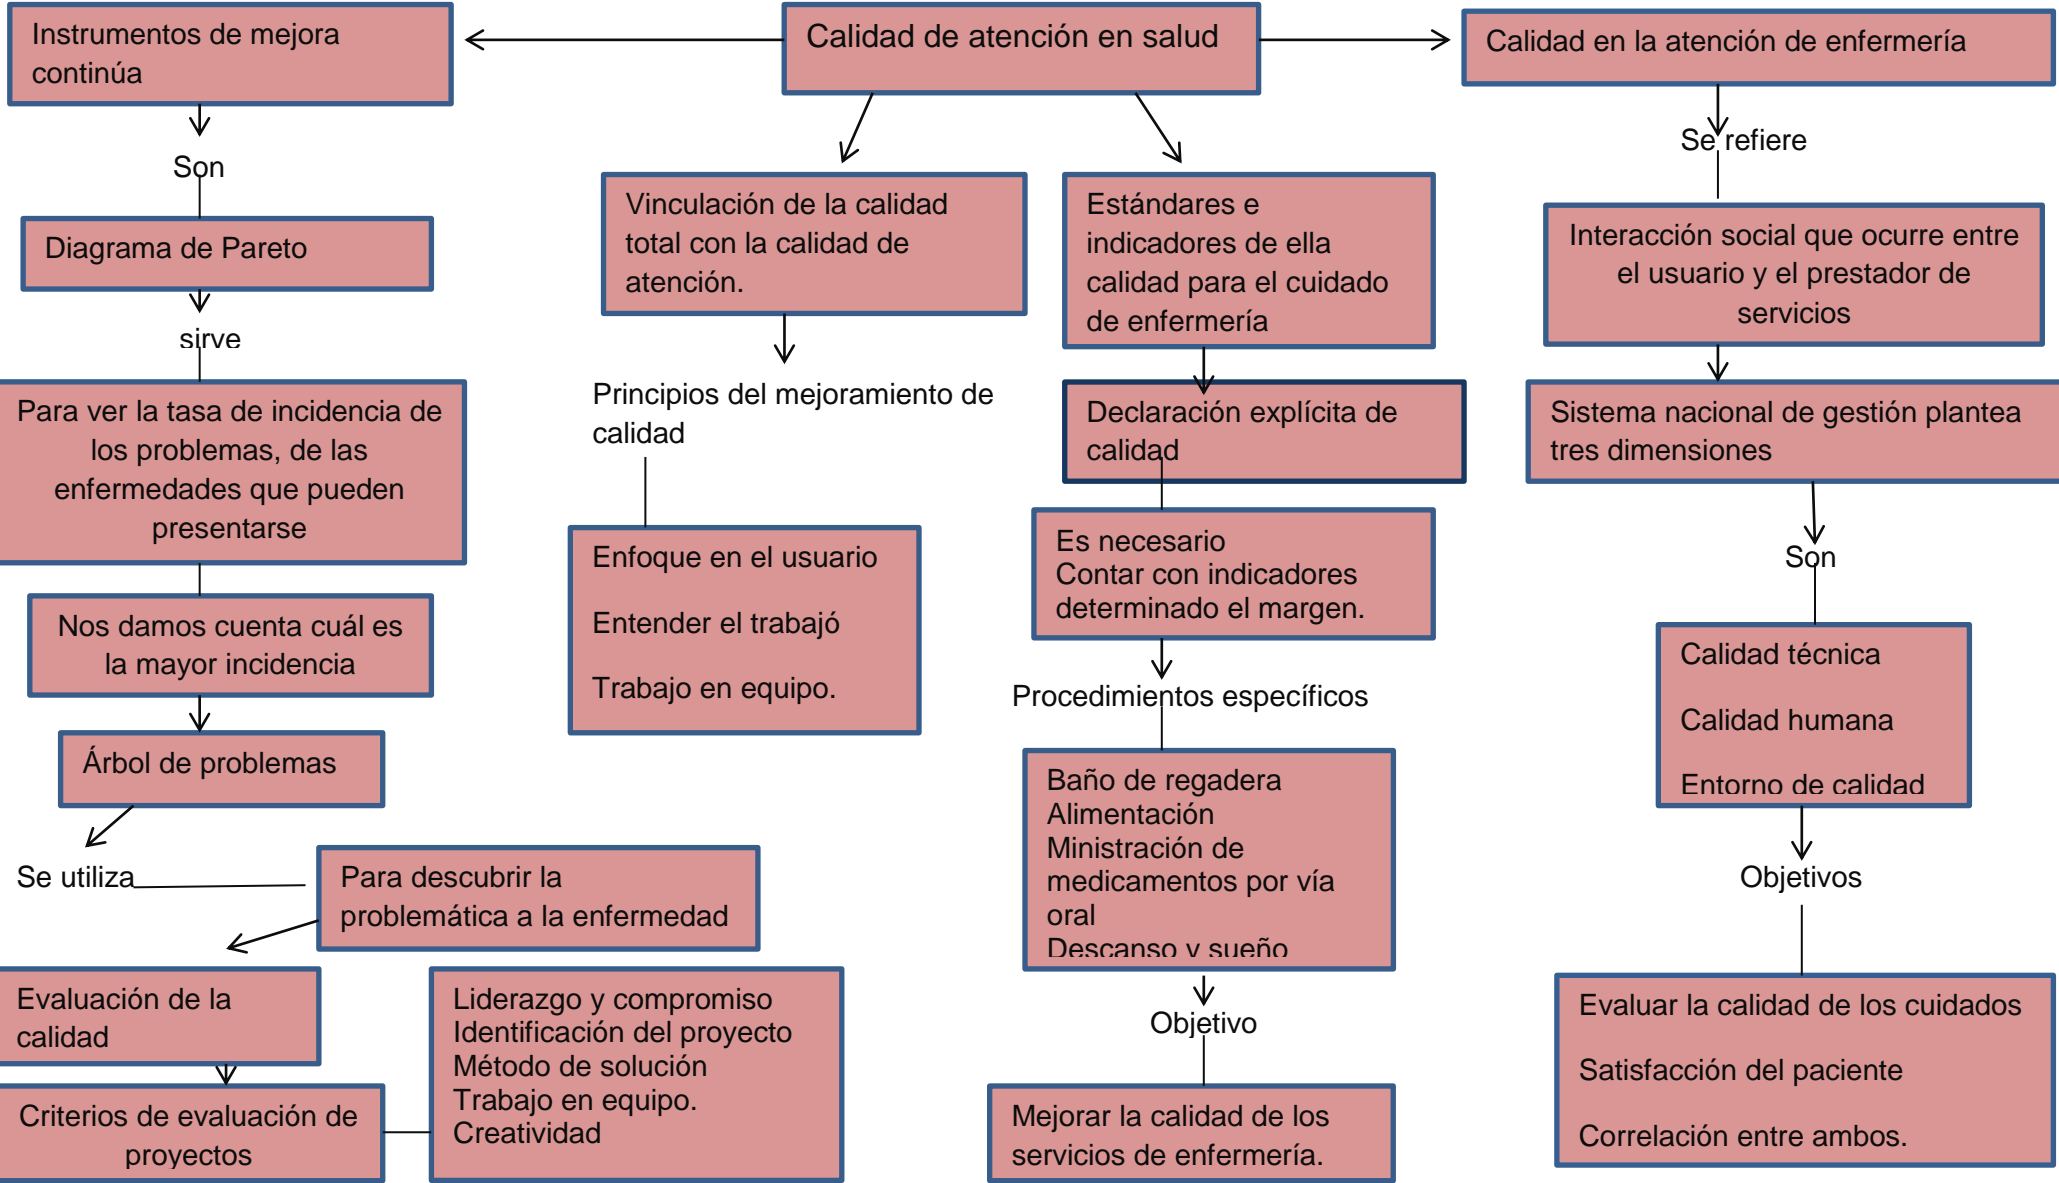 Instrumentos de mejora
continúa
Calidad de atención en salud
Calidad en la atención de enfermería
Son
Diagrama de Pareto
sirve
Para ver la tasa de incidencia de
los problemas, de las
enfermedades que pueden
presentarse
Nos damos cuenta cuál es
la mayor incidencia
Árbol de problemas
Se utiliza
Para descubrir la
problemática a la enfermedad
Evaluación de la
calidad
Criterios de evaluación de
proyectos
Liderazgo y compromiso
Identificación del proyecto
Método de solución
Trabajo en equipo.
Creatividad
Vinculación de la calidad
total con la calidad de
atención.
Principios del mejoramiento de
calidad
Enfoque en el usuario
Entender el trabajó
Trabajo en equipo.
Estándares e
indicadores de ella
calidad para el cuidado
de enfermería
Declaración explícita de
calidad
Es necesario
Contar con indicadores
determinado el margen.
Procedimientos específicos
Baño de regadera
Alimentación
Ministración de
medicamentos por vía
oral
Descanso y sueño
Objetivo
Mejorar la calidad de los
servicios de enfermería.
Se refiere
Interacción social que ocurre entre
el usuario y el prestador de
servicios
Sistema nacional de gestión plantea
tres dimensiones
Son
Calidad técnica
Calidad humana
Entorno de calidad
Objetivos
Evaluar la calidad de los cuidados
Satisfacción del paciente
Correlación entre ambos.